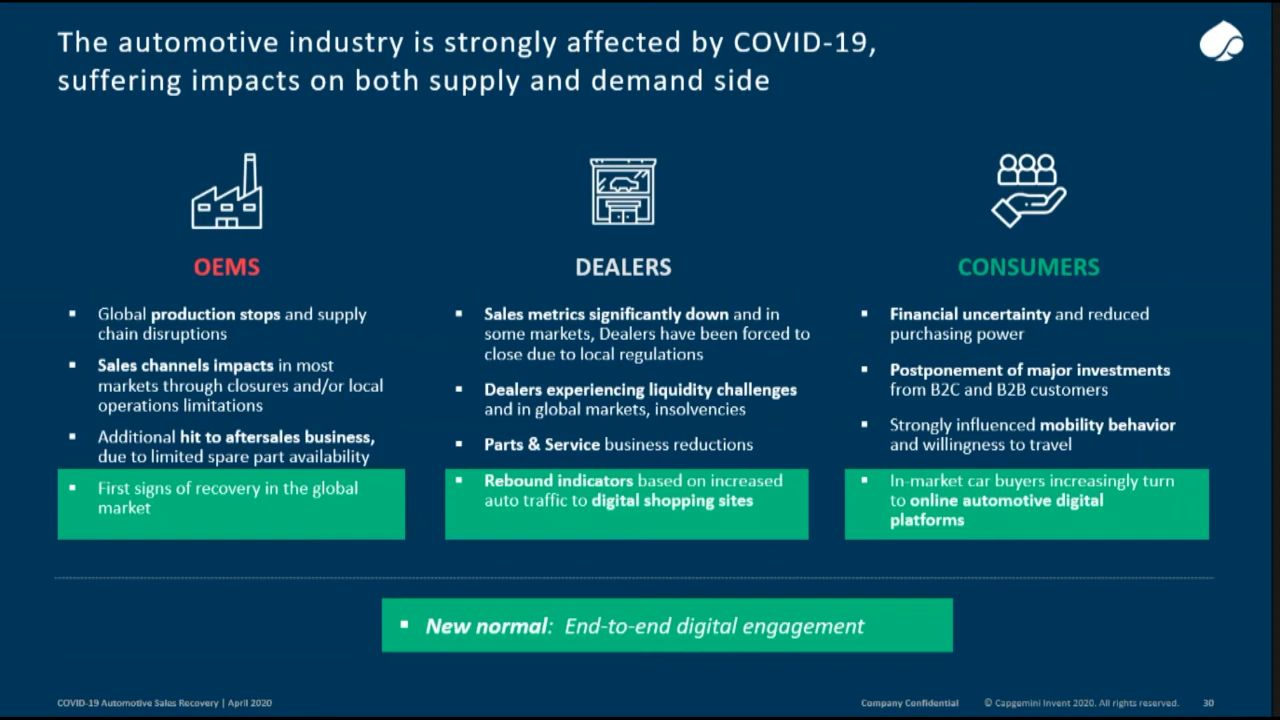 The automotive industry is strongly affected by COVID-19,
suffering impacts on both supply and demand side
OEMS
▪ Global production stops and supply
chain disruptions
▪ Sales channels impacts in most
markets through closures and/or local
operations limitations
Additional hit to aftersales business,
due to limited spare part availability
▪ First signs of recovery in the global
market
DEALERS
▪ Sales metrics significantly down and in
some markets, Dealers have been forced to
close due to local regulations
▪ Dealers experiencing liquidity challenges
and in global markets, insolvencies
▪ Parts & Service business reductions
▪ Rebound indicators based on increased
auto traffic to digital shopping sites
CONSUMERS
▪ Financial uncertainty and reduced
purchasing power
▪ Postponement of major investments
from B2C and B2B customers
▪ Strongly influenced mobility behavior
and willingness to travel
▪ In-market car buyers increasingly turn
to online automotive digital
platforms
▪ New normal: End-to-end digital engagement
COVID-19 Automotive Sales Recovery | April 2020
Company Confidential © Capgemini Invent 2020. All rights reserved. 30